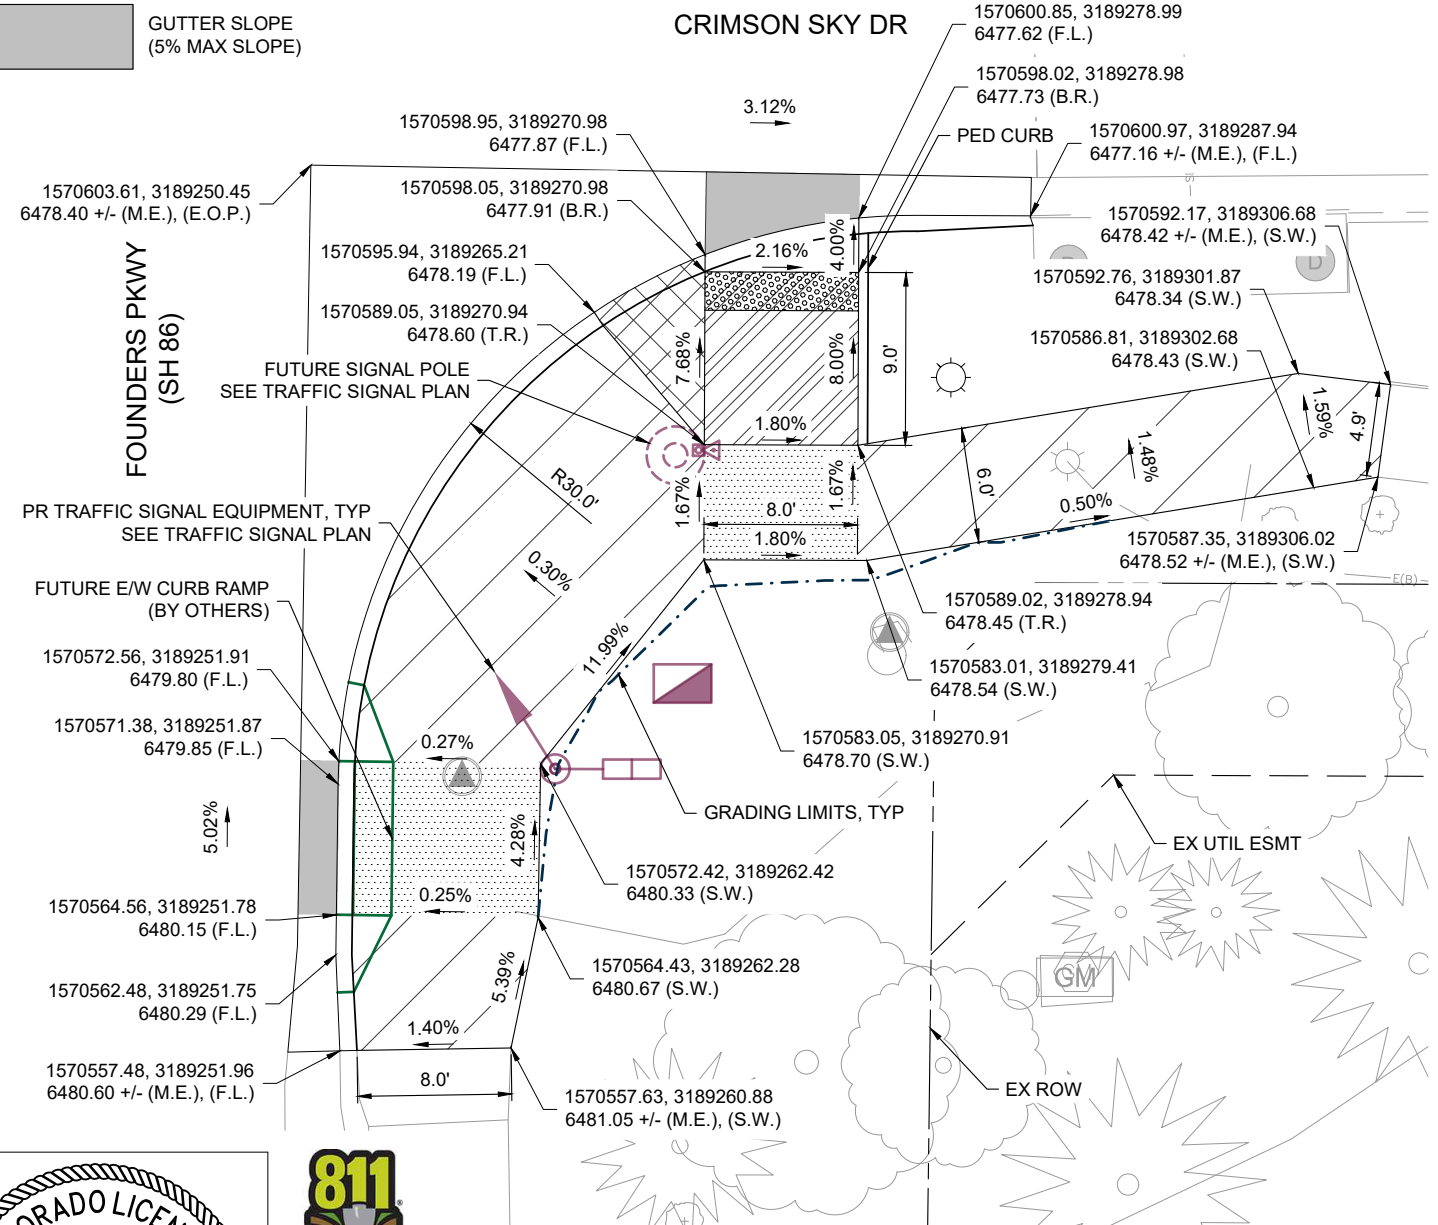 GUTTER SLOPE
(5% MAX SLOPE)
CRIMSON SKY DR
1570600.85, 3189278.99
6477.62 (F.L.)
1570598.02, 3189278.98
6477.73 (B.R.)
PED CURB
1570600.97, 3189287.94
6477.16 +/- (M.E.), (F.L.)
3.12%
1570598.95, 3189270.98
6477.87 (F.L.)
1570603.61, 3189250.45
6478.40 +/- (M.E.), (E.O.P.)
1570598.05, 3189270.98
6477.91 (B.R.)
1570592.17, 3189306.68
6478.42 +/- (M.E.), (S.W.)
FOUNDERS PKWY
(SH 86)
1570595.94, 3189265.21
6478.19 (F.L.)
2.16%
4.00%
D
1570592.76, 3189301.87
6478.34 (S.W.)
1570589.05, 3189270.94
6478.60 (T.R.)
1570586.81, 3189302.68
6478.43 (S.W.)
FUTURE SIGNAL POLE
SEE TRAFFIC SIGNAL PLAN
7.68%
8.00%
9.0'
1.80%
1.59%
4.9'
1.48%
R30.0'
1.67%
1.67%
6.0'
8.0'
0.50%
PR TRAFFIC SIGNAL EQUIPMENT, TYP
SEE TRAFFIC SIGNAL PLAN
1.80%
1570587.35, 3189306.02
6478.52 +/- (M.E.), (S.W.)
E(B)
0.30%
FUTURE E/W CURB RAMP
(BY OTHERS)
1570589.02, 3189278.94
6478.45 (T.R.)
11.99%
1570572.56, 3189251.91
6479.80 (F.L.)
1570583.01, 3189279.41
6478.54 (S.W.)
1570571.38, 3189251.87
6479.85 (F.L.)
0.27%
1570583.05, 3189270.91
6478.70 (S.W.)
5.02%
4.28%
GRADING LIMITS, TYP
EX UTIL ESMT
1570572.42, 3189262.42
6480.33 (S.W.)
0.25%
1570564.56, 3189251.78
6480.15 (F.L.)
1570564.43, 3189262.28
6480.67 (S.W.)
5.39%
GM
1570562.48, 3189251.75
6480.29 (F.L.)
1.40%
1570557.48, 3189251.96
6480.60 +/- (M.E.), (F.L.)
8.0'
1570557.63, 3189260.88
6481.05 +/- (M.E.), (S.W.)
EX ROW
811
ORADO LICEN